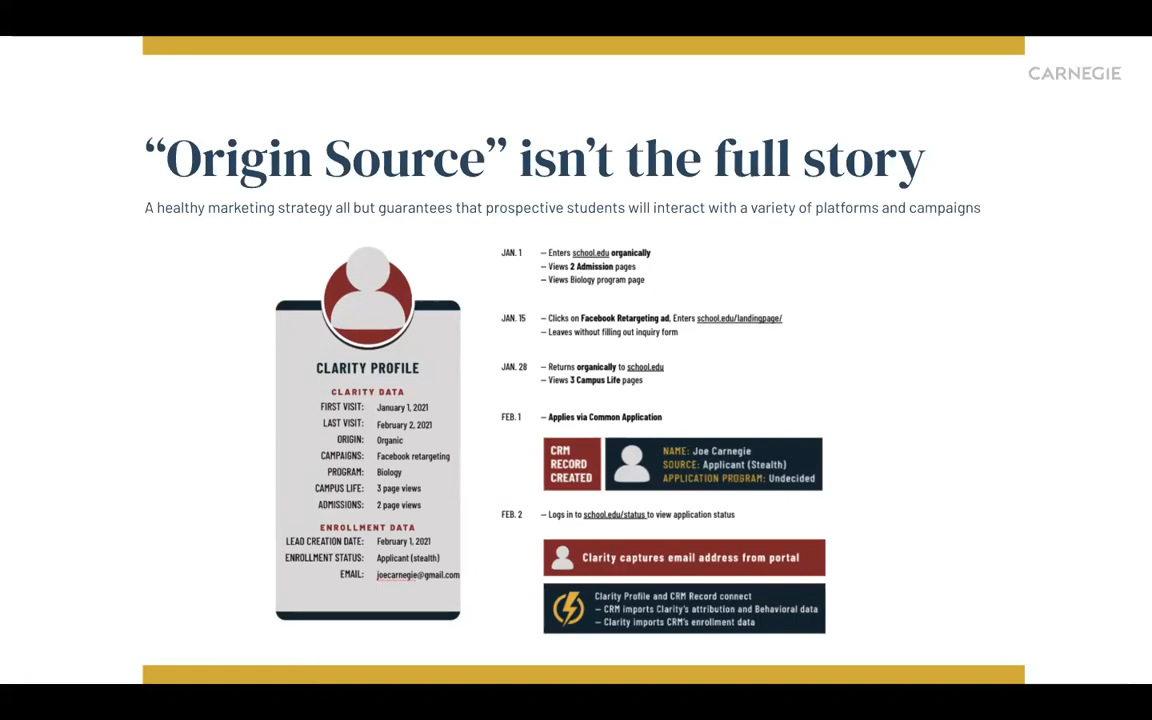 CARNEGIE
“Origin Source” isn’t the full story
A healthy marketing strategy all but guarantees that prospective students will interact with a variety of platforms and campaigns
CLARITY PROFILE
CLARITY DATA
FIRST VISIT: January 1, 2021
LAST VISIT: February 2, 2021
ORIGIN: Organic
CAMPAIGNS: Facebook retargeting
PROGRAM: Biology
CAMPUS LIFE: 3 page views
ADMISSIONS: 2 page views
ENROLLMENT DATA
LEAD CREATION DATE: February 1, 2021
ENROLLMENT STATUS: Applicant (stealth)
EMAIL: joecarnegie@gmail.com
JAN. 1 – Enters school.edu organically
– Views 2 Admission pages
– Views Biology program page
JAN. 15 – Clicks on Facebook Retargeting ad, Enters school.edu/landingpage/
– Leaves without filling out inquiry form
JAN. 28 – Returns organically to school.edu
– Views 3 Campus Life pages
FEB. 1 – Applies via Common Application
CRM
RECORD
CREATED
NAME: Joe Carnegie
SOURCE: Applicant (Stealth)
APPLICATION PROGRAM: Undecided
FEB. 2 – Logs in to school.edu/status to view application status
Clarity captures email address from portal
Clarity Profile and CRM Record connect
– CRM imports Clarity’s attribution and Behavioral data
– Clarity imports CRM’s enrollment data